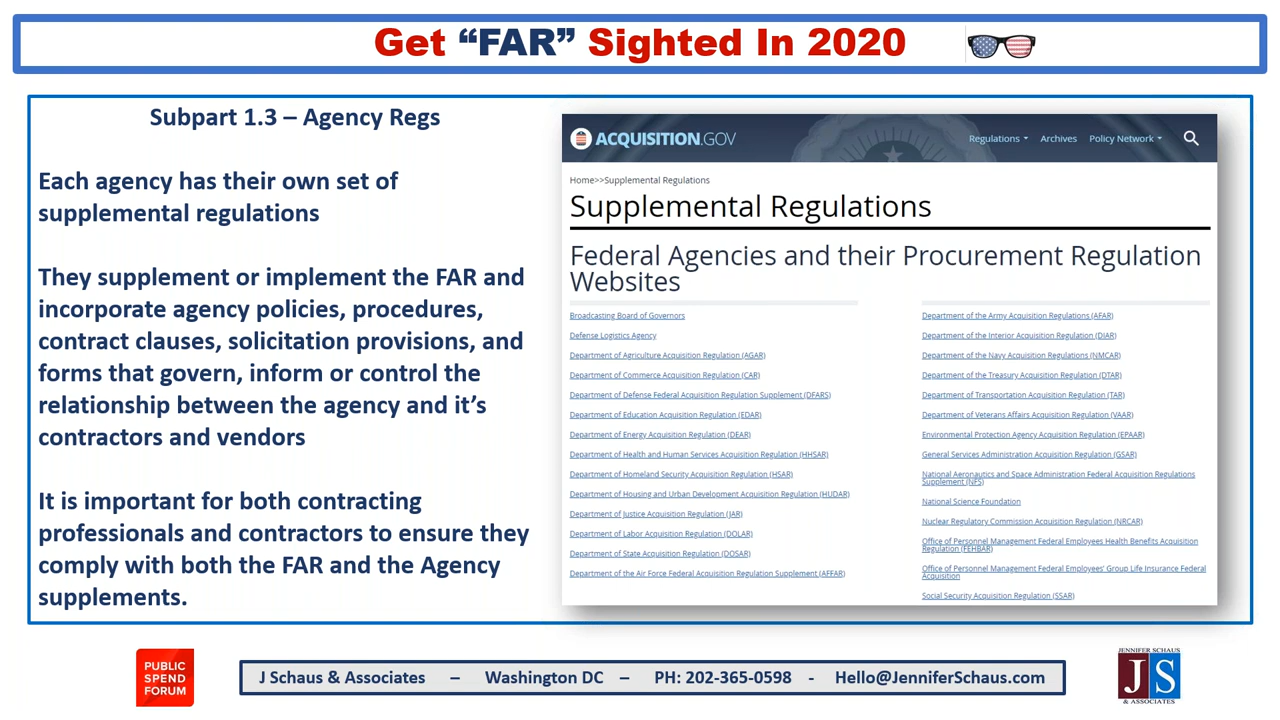 Get “FAR” Sighted In 2020
Subpart 1.3 – Agency Regs
Each agency has their own set of
supplemental regulations
They supplement or implement the FAR and
incorporate agency policies, procedures,
contract clauses, solicitation provisions, and
forms that govern, inform or control the
relationship between the agency and it’s
contractors and vendors
It is important for both contracting
professionals and contractors to ensure they
comply with both the FAR and the Agency
supplements.
ACQUISITION.GOV
Regulations
Archives
Policy Network
Home>>Supplemental Regulations
Supplemental Regulations
Federal Agencies and their Procurement Regulation
Websites
Broadcasting Board of Governors
Defense Logistics Agency
Department of Agriculture Acquisition Regulation (AGAR)
Department of Commerce Acquisition Regulation (CAR)
Department of Defense Federal Acquisition Regulation Supplement (DFARS)
Department of Education Acquisition Regulation (EDAR)
Department of Energy Acquisition Regulation (DEAR)
Department of Health and Human Services Acquisition Regulation (HHSAR)
Department of Homeland Security Acquisition Regulation (HSAR)
Department of Housing and Urban Development Acquisition Regulation (HUDAR)
Department of Justice Acquisition Regulation (JAR)
Department of Labor Acquisition Regulation (DOLAR)
Department of State Acquisition Regulation (DOSAR)
Department of the Air Force Federal Acquisition Regulation Supplement (AFFAR)
Department of the Army Acquisition Regulations (AFAR)
Department of the Interior Acquisition Regulation (DIAR)
Department of the Navy Acquisition Regulations (NMCAR)
Department of the Treasury Acquisition Regulation (DTAR)
Department of Transportation Acquisition Regulation (TAR)
Department of Veterans Affairs Acquisition Regulation (VAAR)
Environmental Protection Agency Acquisition Regulation (EPAAR)
General Services Administration Acquisition Regulation (GSAR)
National Aeronautics and Space Administration Federal Acquisition Regulations
Supplement (NFS)
National Science Foundation
Nuclear Regulatory Commission Acquisition Regulation (NRCAR)
Office of Personnel Management Federal Employees Health Benefits Acquisition
Regulation (FEHBAR)
Office of Personnel Management Federal Employees' Group Life Insurance Federal
Acquisition
Social Security Acquisition Regulation (SSAR)
PUBLIC
SPEND
FORUM
J Schaus & Associates – Washington DC – PH: 202-365-0598 - Hello@JenniferSchaus.com
JENNIFER SCHAUS
JS
& ASSOCIATES